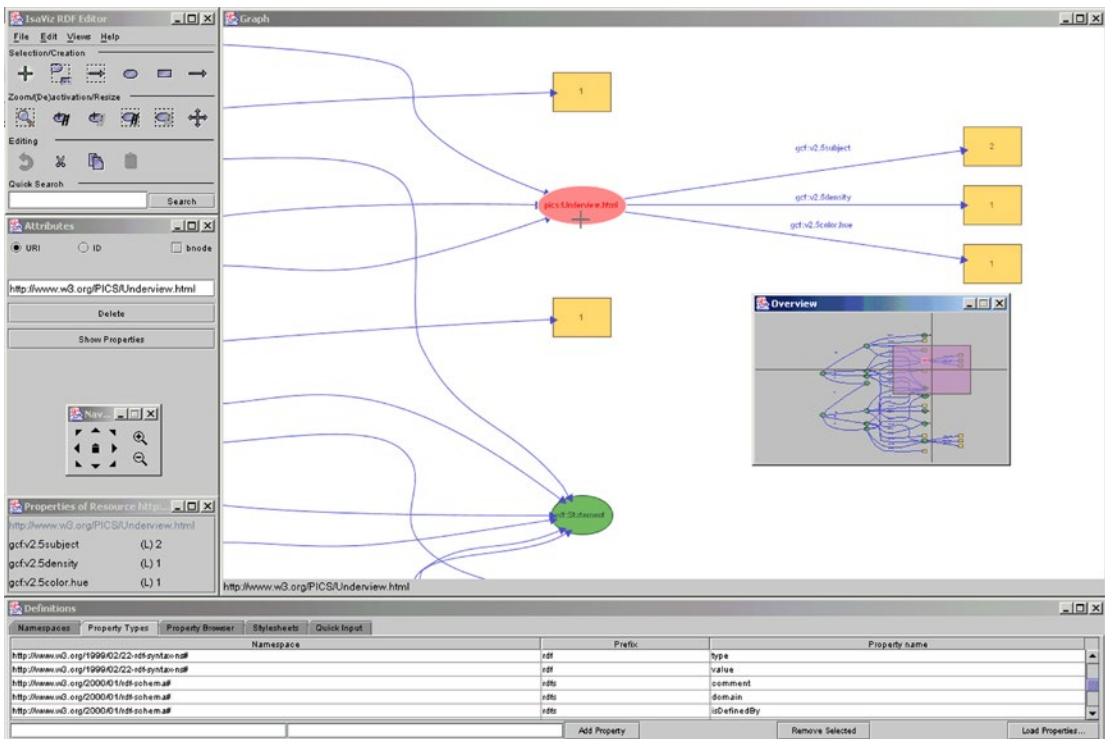 IsaViz RDF Editor
File Edit Views Help
Selection/Creation
Zoom/(De)activation/Resize
Editing
Quick Search
Search
Attributes
URI ID bnode
http://www.w3.org/PICS/Underview.html
Delete
Show Properties
Nav...
Properties of Resource http:...
http://www.w3.org/PICS/Underview.html
gcf:v2.5subject (L) 2
gcf:v2.5density (L) 1
gcf:v2.5color.hue (L) 1
Graph
1
gcf:v2.5subject
2
pics:Underview.html
gcf:v2.5density
1
gcf:v2.5color.hue
1
1
Overview
rdf:Statement
http://www.w3.org/PICS/Underview.html
Definitions
Namespaces Property Types Property Browser Stylesheets Quick Input
Namespace Prefix Property name
http://www.w3.org/1999/02/22-rdf-syntax-ns# rdf type
http://www.w3.org/1999/02/22-rdf-syntax-ns# rdf value
http://www.w3.org/2000/01/rdf-schema# rdfs comment
http://www.w3.org/2000/01/rdf-schema# rdfs domain
http://www.w3.org/2000/01/rdf-schema# rdfs isDefinedBy
Add Property Remove Selected Load Properties...